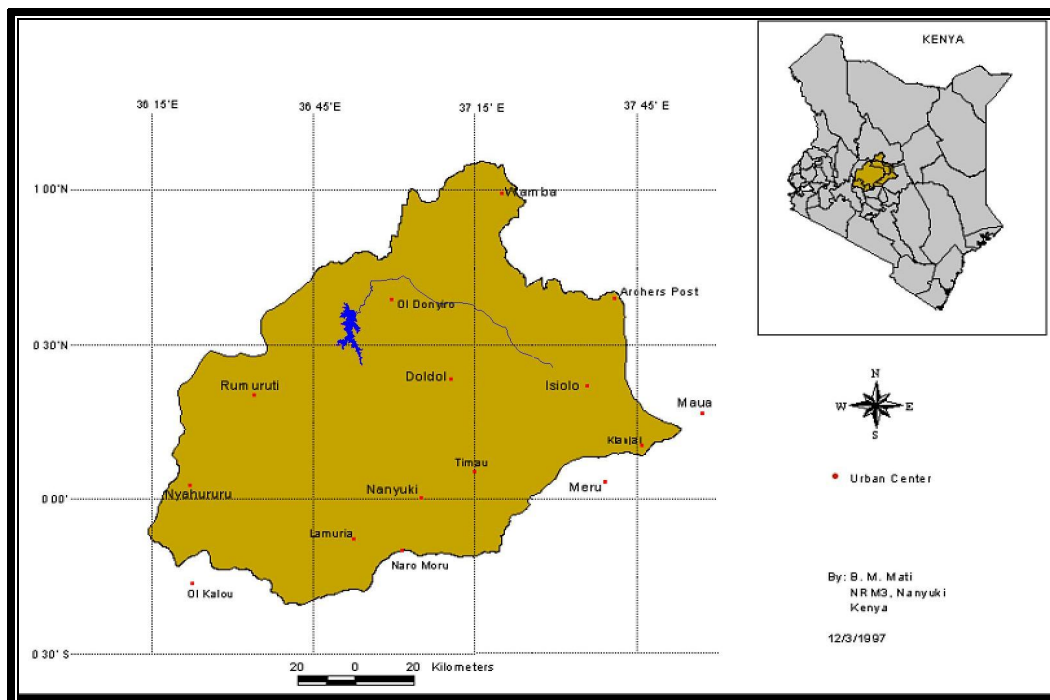 KENYA
36 15'E
36 45'E
37 15'E
37 45'E
1 00'N
Wamba
Archers Post
Ol Donyiro
0 30'N
Doldol
Rumuruti
Isiolo
Maua
Timau
Nanyuki
Meru
Nyahururu
0 00'
Lamuria
Naro Moru
Ol Kalou
0 30'S
N
W
E
S
Urban Center
By: B. M. Mati
NRM3, Nanyuki
Kenya
12/3/1997
20 0 20 Kilometers